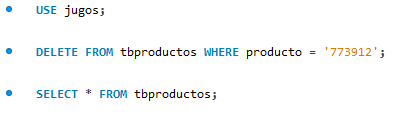 USE jugos;
DELETE FROM tbproductos WHERE producto = '773912';
SELECT * FROM tbproductos;